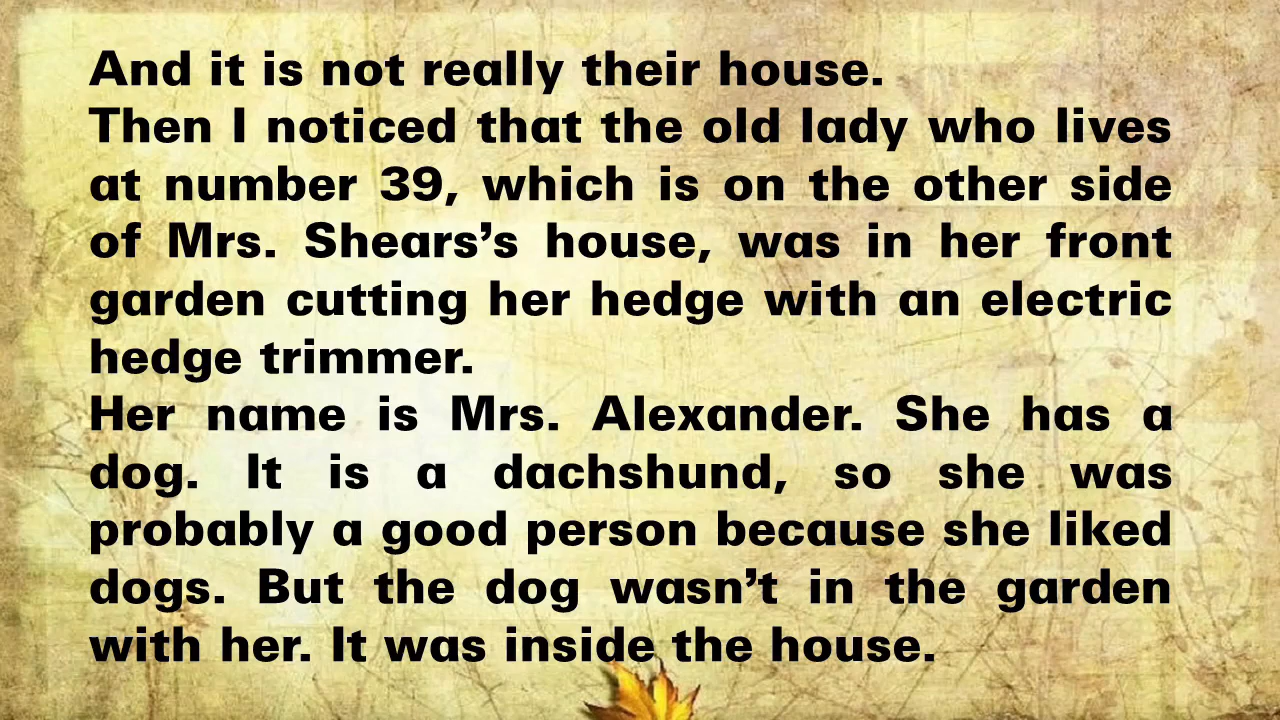 And it is not really their house.
Then I noticed that the old lady who lives
at number 39, which is on the other side
of Mrs. Shears’s house, was in her front
garden cutting her hedge with an electric
hedge trimmer.
Her name is Mrs. Alexander. She has a
dog. It is a dachshund, so she was
probably a good person because she liked
dogs. But the dog wasn’t in the garden
with her. It was inside the house.